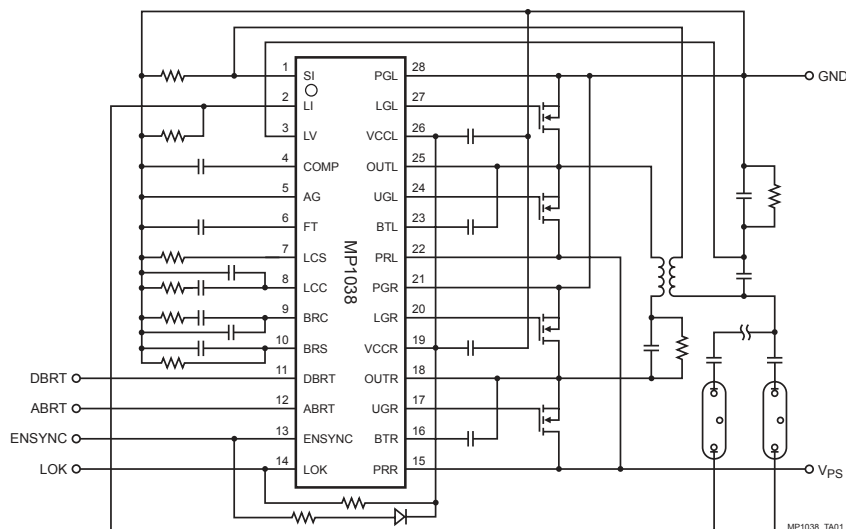 1 SI PGL 28 GND
2 LI LGL 27
3 LV VCCL 26
4 COMP OUTL 25
5 AG UGL 24
6 FT BTL 23
7 LCS PRL 22
MP1038
8 LCC PGR 21
9 BRC LGR 20
10 BRS VCCR 19
DBRT 11 DBRT OUTR 18
ABRT 12 ABRT UGR 17
ENSYNC 13 ENSYNC BTR 16
LOK 14 LOK PRR 15 VPS
MP1038_TA01